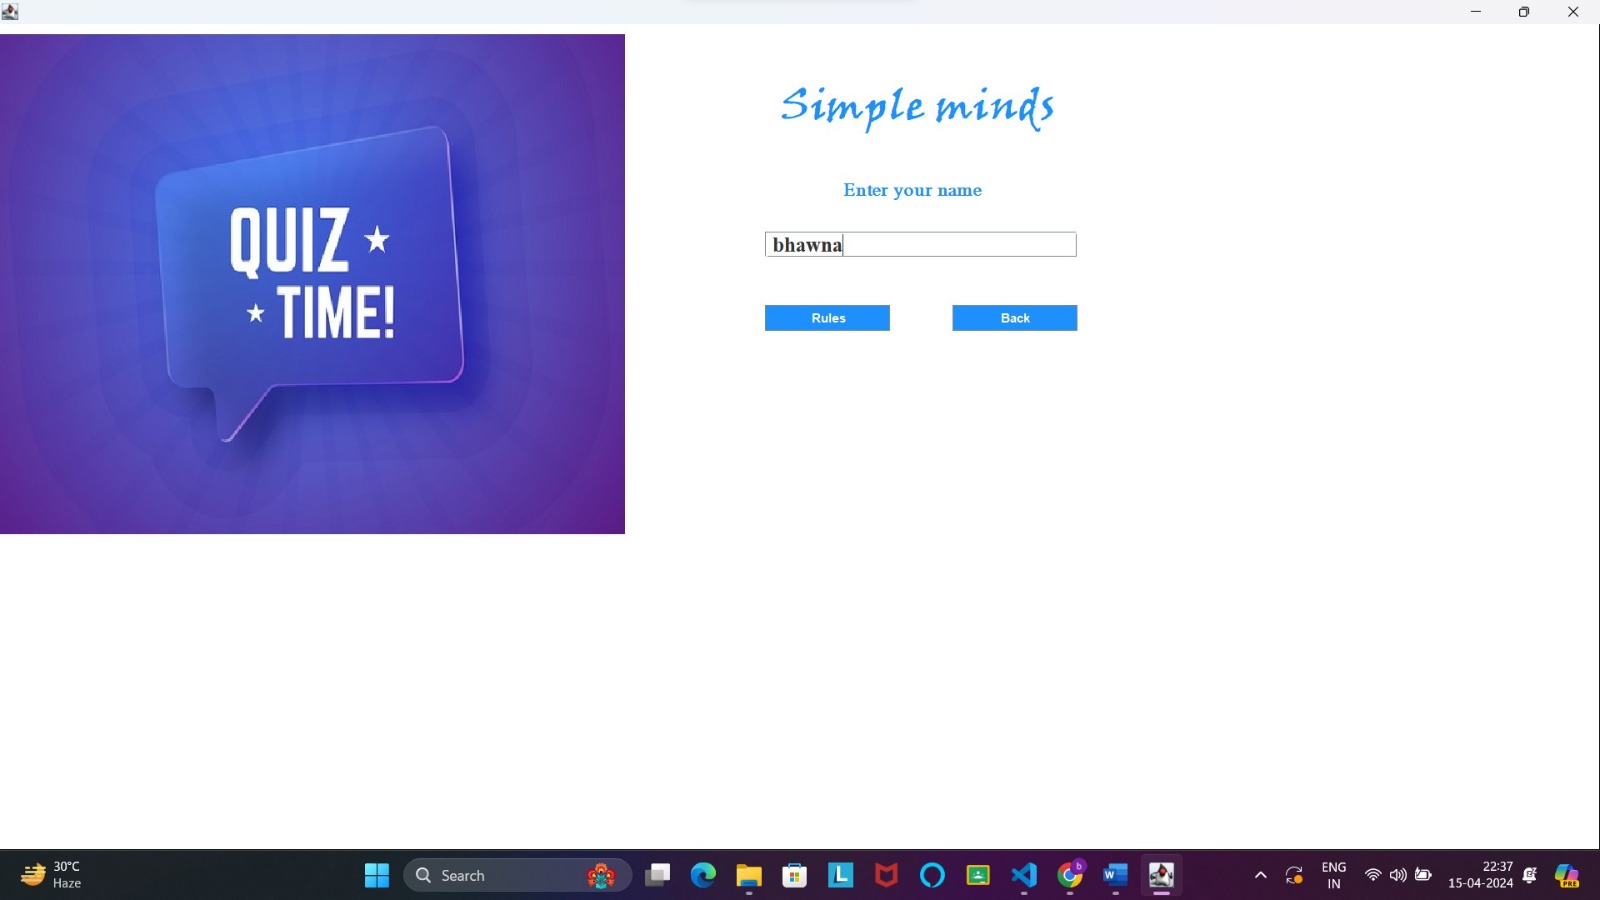 QUIZ
TIME!
Simple minds
Enter your name
bhawna
Rules
Back
30°C
Haze
Search
L
b
W
ENG
IN
22:37
15-04-2024
PRE